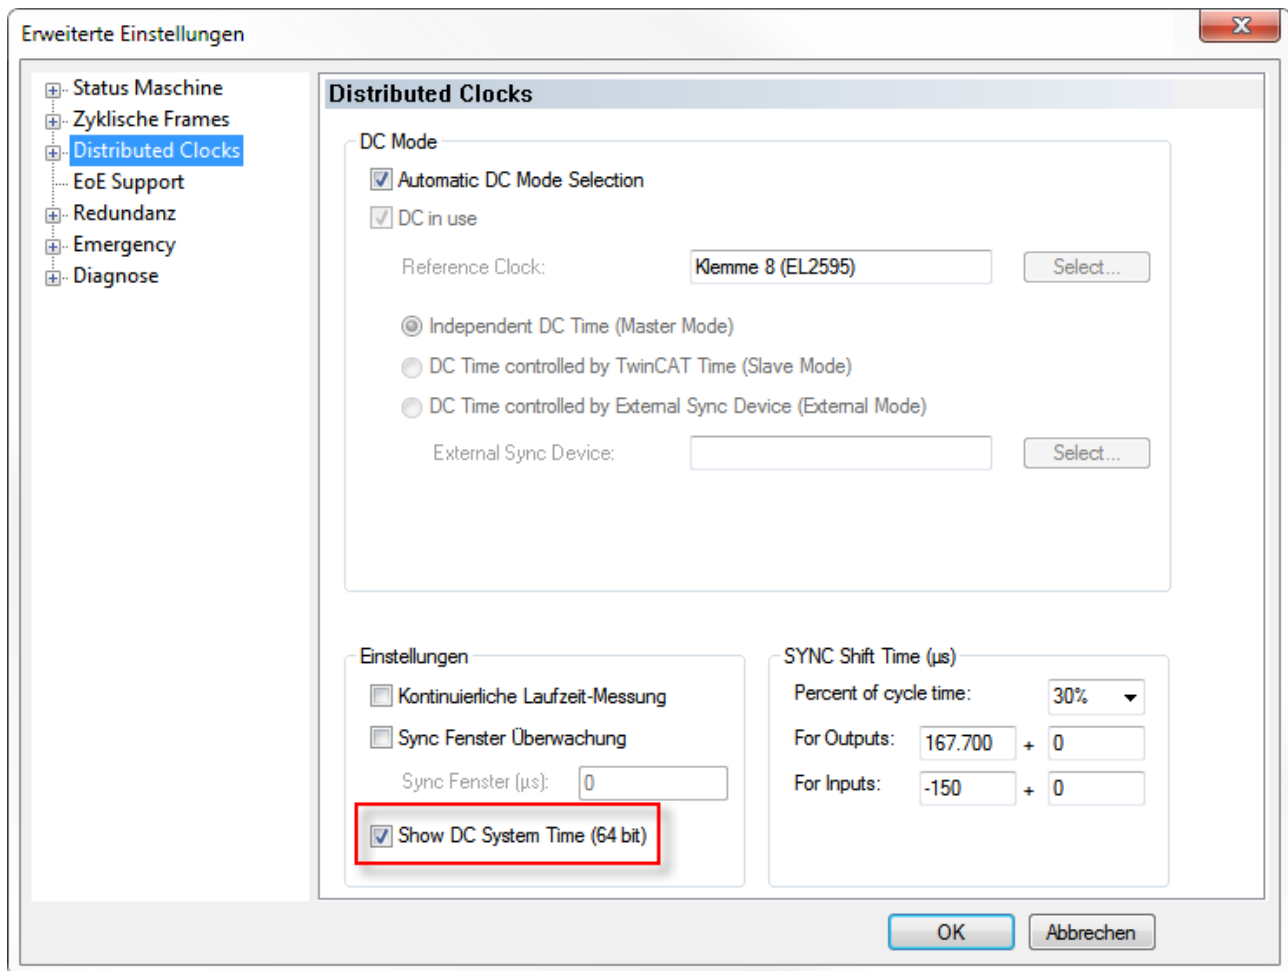 Erweiterte Einstellungen
Status Maschine
Zyklische Frames
Distributed Clocks
EoE Support
Redundanz
Emergency
Diagnose
Distributed Clocks
DC Mode
Automatic DC Mode Selection
DC in use
Reference Clock: Klemme 8 (EL2595) Select...
Independent DC Time (Master Mode)
DC Time controlled by TwinCAT Time (Slave Mode)
DC Time controlled by External Sync Device (External Mode)
External Sync Device: Select...
Einstellungen
Kontinuierliche Laufzeit-Messung
Sync Fenster Überwachung
Sync Fenster (µs): 0
Show DC System Time (64 bit)
SYNC Shift Time (µs)
Percent of cycle time: 30%
For Outputs: 167.700 + 0
For Inputs: -150 + 0
OK Abbrechen